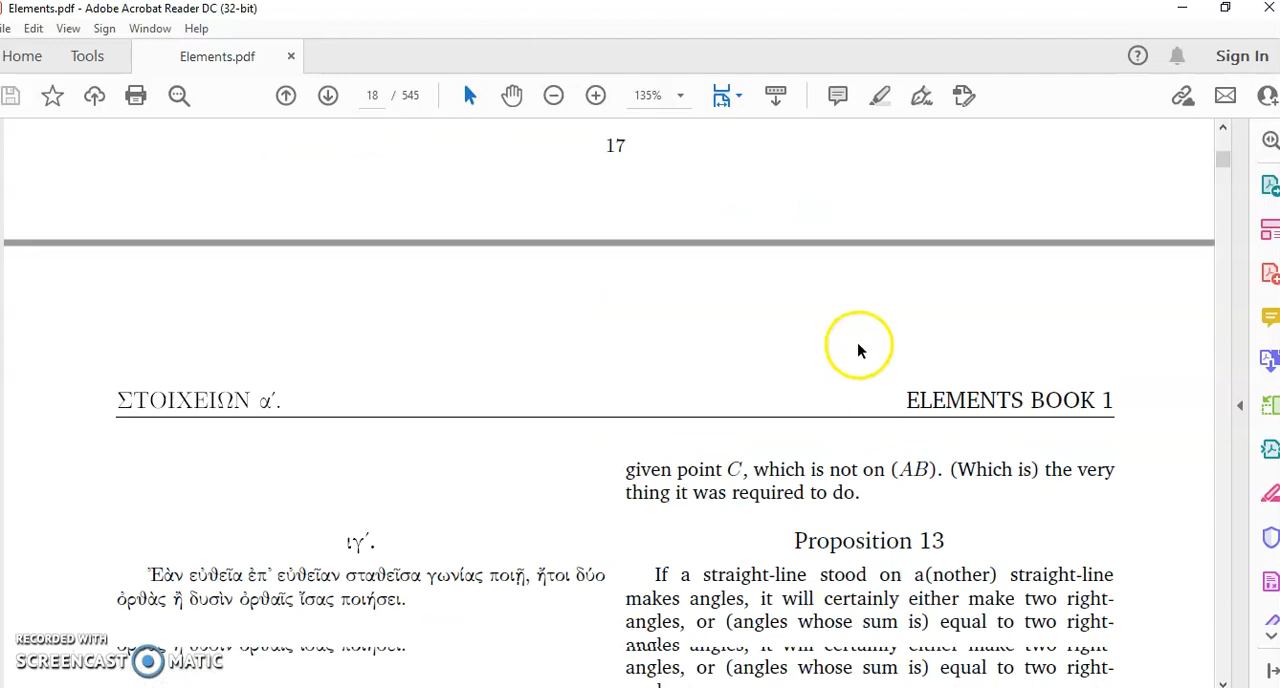 Elements.pdf - Adobe Acrobat Reader DC (32-bit)
ile Edit View Sign Window Help
Home Tools Elements.pdf Sign In
18 / 545 135%
17
ΣΤΟΙΧΕΙΩΝ α΄. ELEMENTS BOOK 1
given point C, which is not on (AB). (Which is) the very
thing it was required to do.
ιγ΄.
Ἐὰν εὐθεῖα ἐπ᾿ εὐθεῖαν σταθεῖσα γωνίας ποιῇ, ἤτοι δύο
ὀρθὰς ἢ δυσὶν ὀρθαῖς ἴσας ποιήσει.
Proposition 13
If a straight-line stood on a(nother) straight-line
makes angles, it will certainly either make two right-
angles, or (angles whose sum is) equal to two right-
angles, or (angles whose sum is) equal to two right-
RECORDED WITH
SCREENCAST MATIC